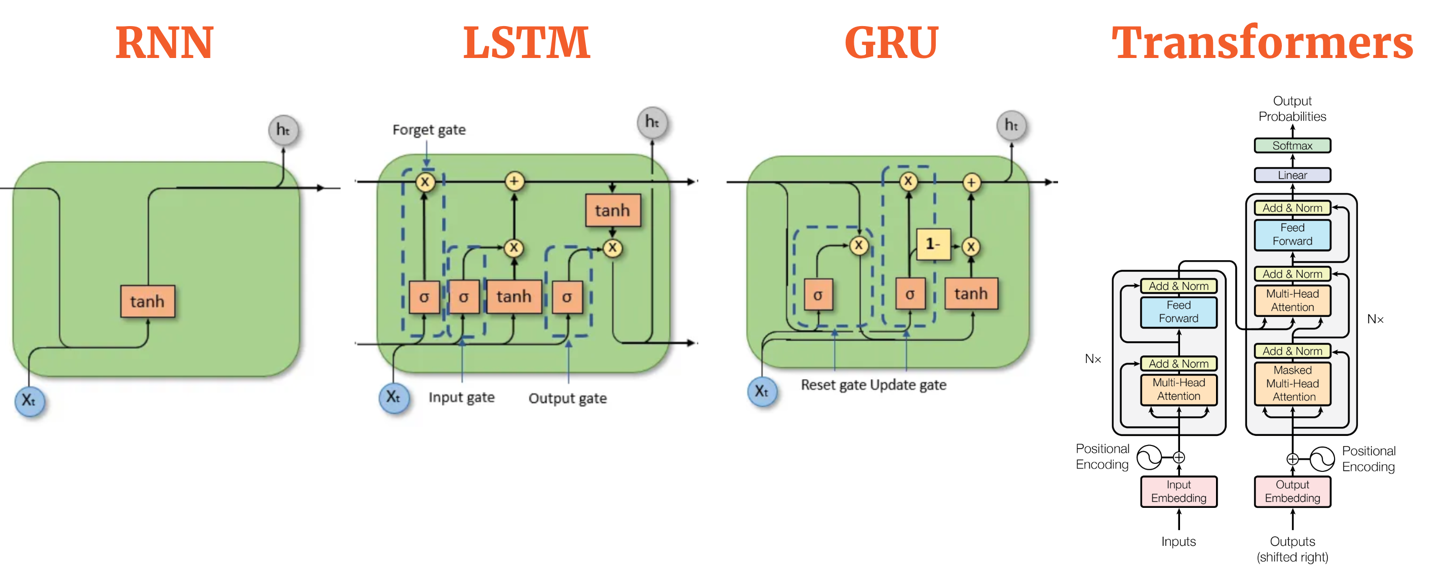 RNN
LSTM
GRU
Transformers
ht
tanh
Xt
Forget gate
ht
x
+
tanh
x
x
σ
σ
tanh
σ
Xt
Input gate
Output gate
ht
x
+
x
1-
x
σ
σ
tanh
Xt
Reset gate
Update gate
Output
Probabilities
Softmax
Linear
Add & Norm
Feed
Forward
Add & Norm
Multi-Head
Attention
Add & Norm
Masked
Multi-Head
Attention
Nx
Add & Norm
Feed
Forward
Add & Norm
Multi-Head
Attention
Nx
Positional
Encoding
Positional
Encoding
Input
Embedding
Output
Embedding
Inputs
Outputs
(shifted right)